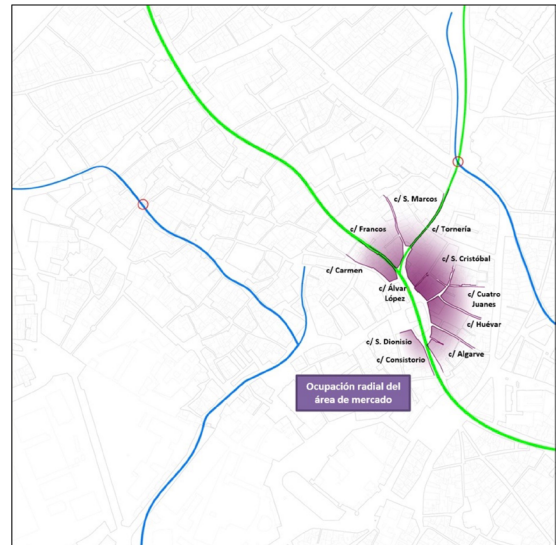 c/ S. Marcos
c/ Francos
c/ Tornería
c/ S. Cristóbal
c/ Carmen
c/ Álvar
López
c/ Cuatro
Juanes
c/ Huévar
c/ S. Dionisio
c/ Algarve
c/ Consistorio
Ocupación radial del
área de mercado